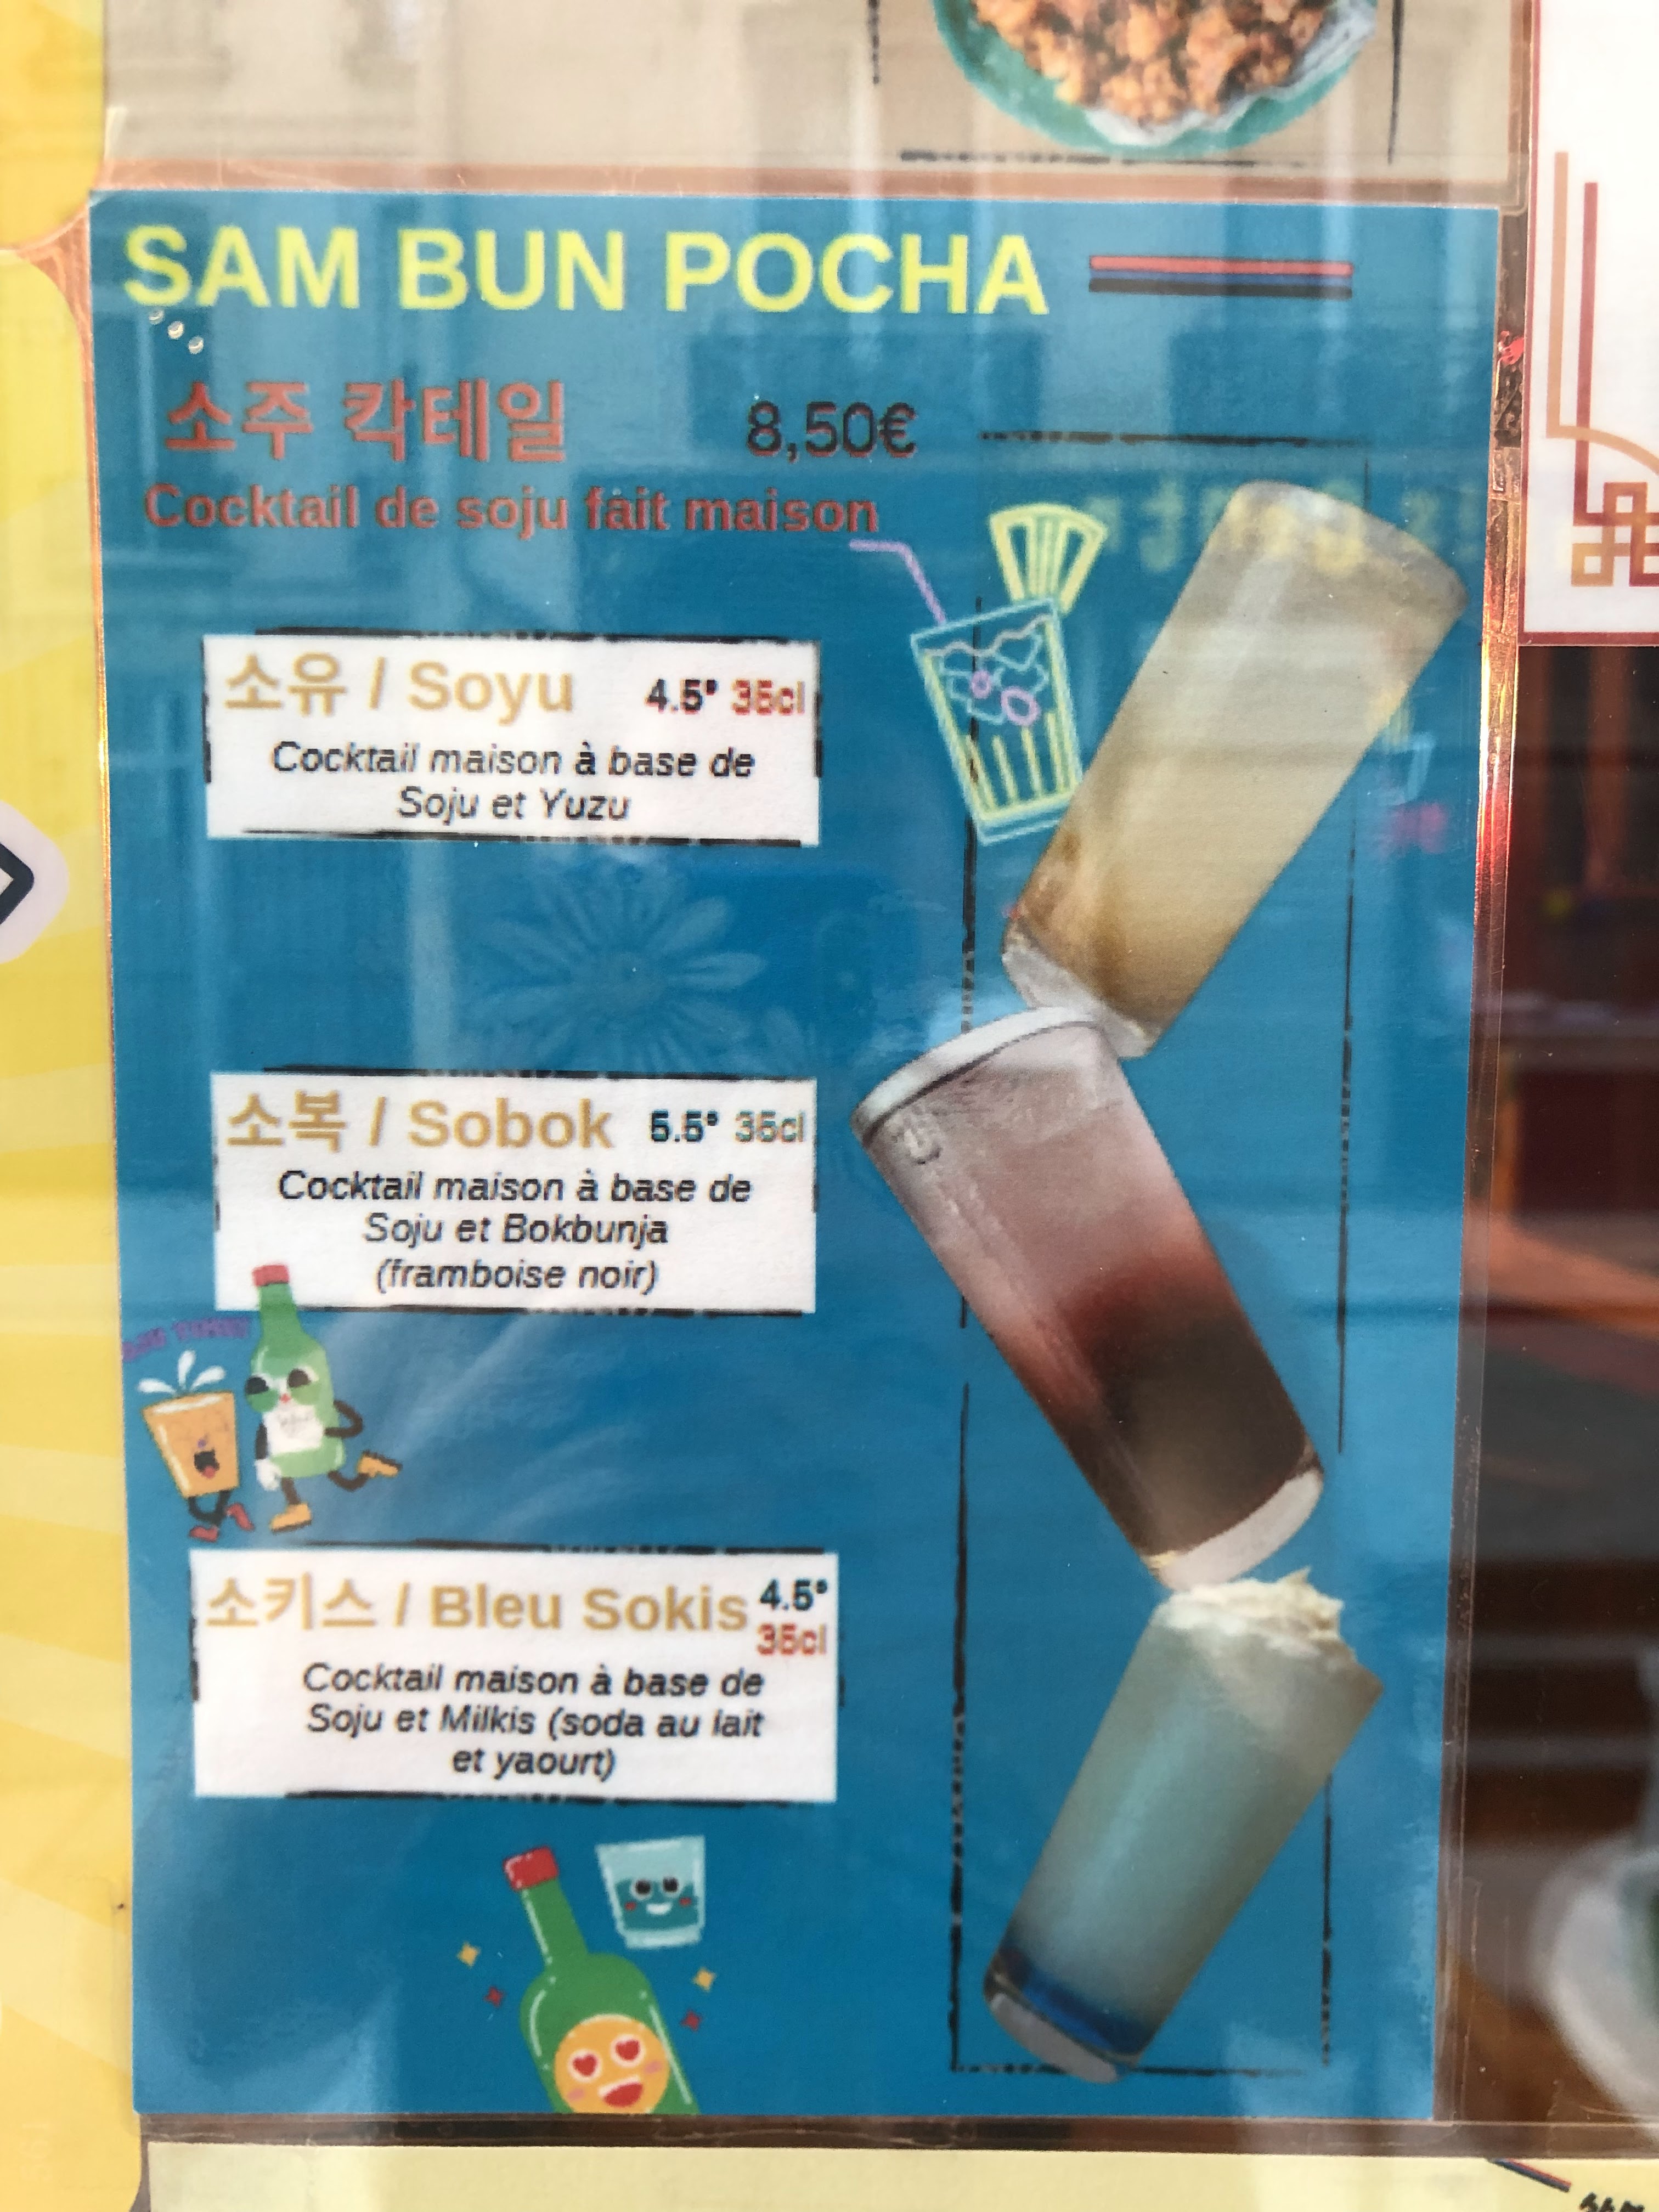 SAM BUN POCHA
소주 칵테일 8,50€
Cocktail de soju fait maison
소유 / Soyu 4.5° 35cl
Cocktail maison à base de
Soju et Yuzu
소복 / Sobok 5.5° 35cl
Cocktail maison à base de
Soju et Bokbunja
(framboise noir)
소키스 / Bleu Sokis 4.5°
35cl
Cocktail maison à base de
Soju et Milkis (soda au lait
et yaourt)